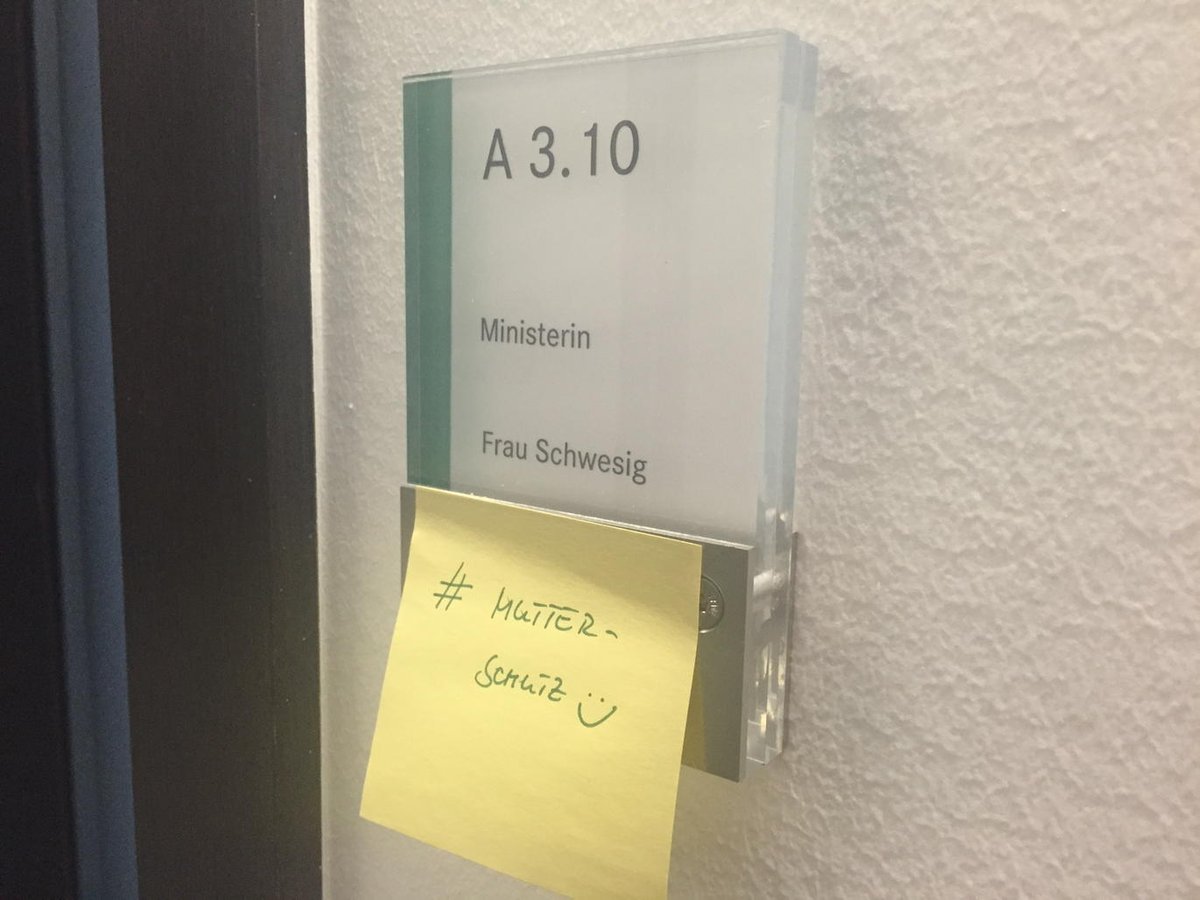 A 3.10
Ministerin
Frau Schwesig
# MUTTER-
SCHUTZ :)